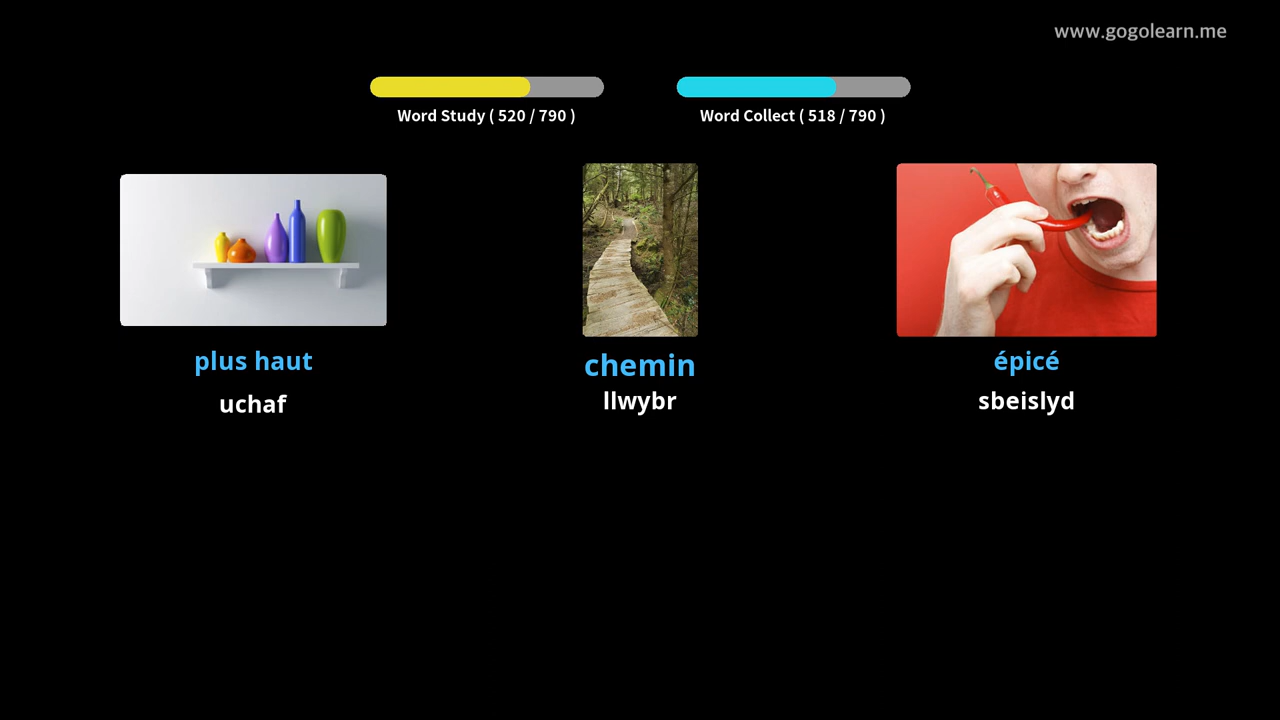 www.gogolearn.me
Word Study ( 520 / 790 )
Word Collect ( 518 / 790 )
plus haut
uchaf
chemin
llwybr
épicé
sbeislyd